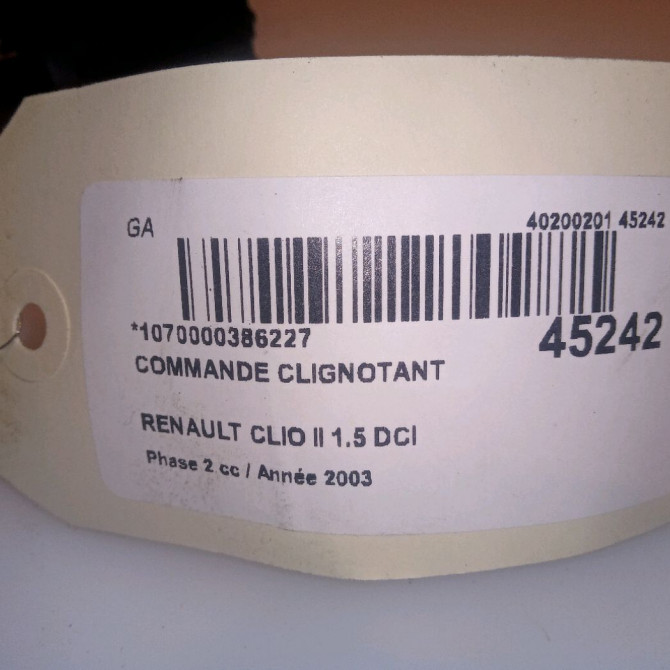 GA 40200201 45242
*1070000386227 45242
COMMANDE CLIGNOTANT
RENAULT CLIO II 1.5 DCI
Phase 2 cc / Année 2003